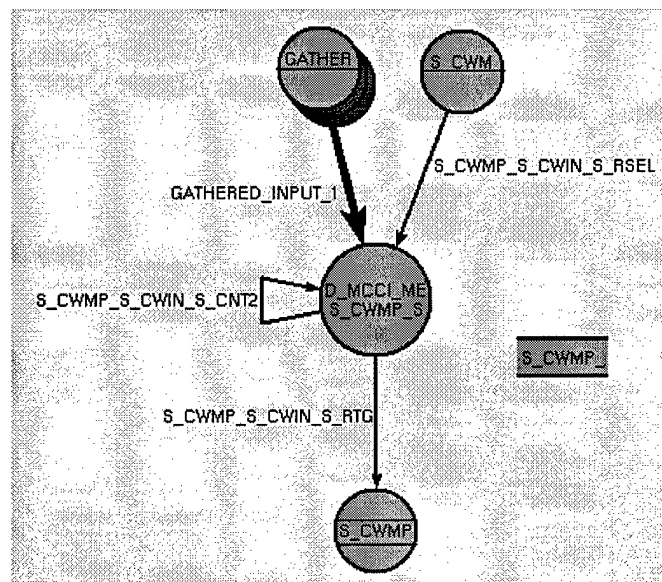 GATHER
S_CWM
S_CWMP_S_CWIN_S_RSEL
GATHERED_INPUT_1
D_MCCI_ME
S_CWMP_S_CWIN_S_CNT2
S_CWMP_S
S_CWMP_
S_CWMP_S_CWIN_S_RTG
S_CWMP